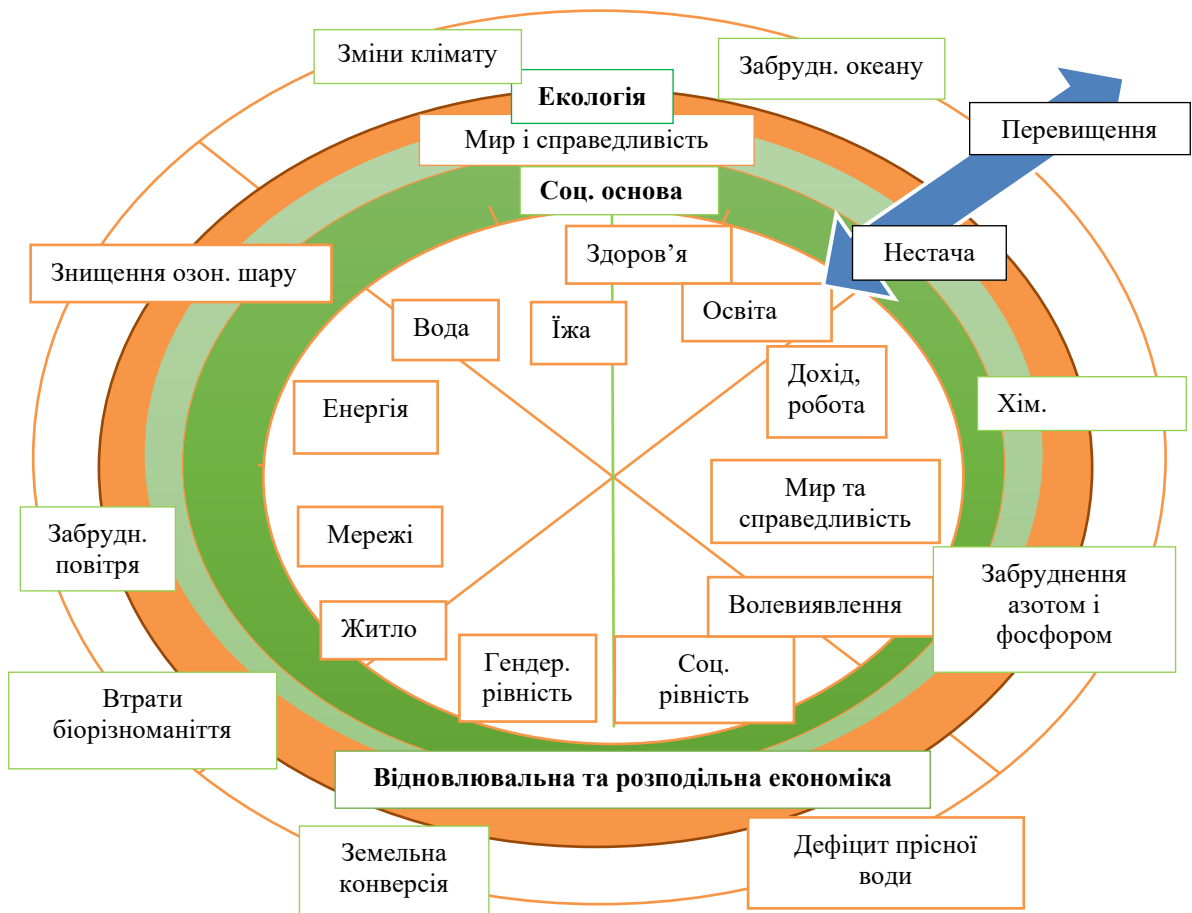 Зміни клімату
Забрудн. океану
Екологія
Перевищення
Мир і справедливість
Соц. основа
Здоров’я
Нестача
Знищення озон. шару
Вода
Їжа
Освіта
Дохід,
робота
Енергія
Хім.
Мир та
справедливість
Мережі
Забрудн.
повітря
Забруднення
азотом і
фосфором
Волевиявлення
Житло
Гендер.
рівність
Соц.
рівність
Втрати
біорізноманіття
Відновлювальна та розподільна економіка
Земельна
конверсія
Дефіцит прісної
води